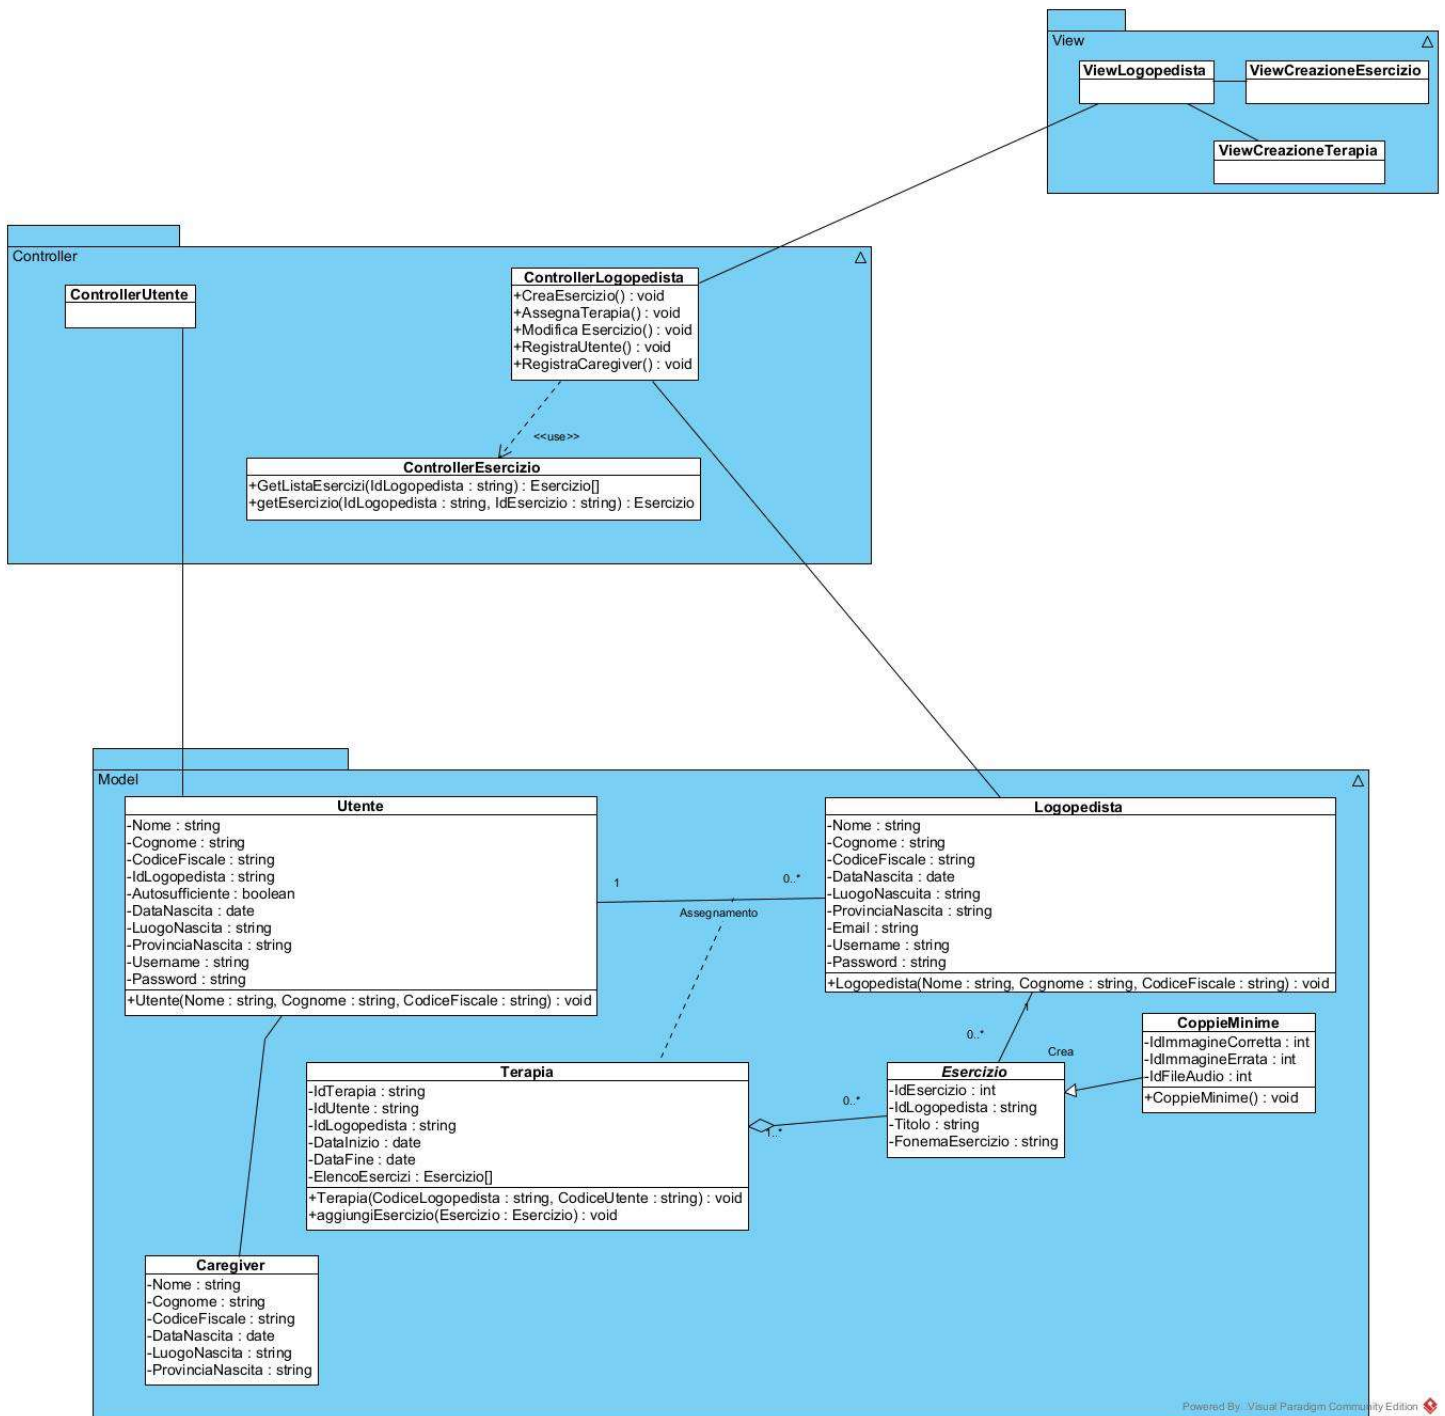 View
ViewLogopedista
ViewCreazioneEsercizio
ViewCreazioneTerapia
Controller
ControllerUtente
ControllerLogopedista
+CreaEsercizio() : void
+AssegnaTerapia() : void
+Modifica Esercizio() : void
+RegistraUtente() : void
+RegistraCaregiver() : void
<<use>>
ControllerEsercizio
+GetListaEsercizi(IdLogopedista : string) : Esercizio[]
+getEsercizio(IdLogopedista : string, IdEsercizio : string) : Esercizio
Model
Utente
-Nome : string
-Cognome : string
-CodiceFiscale : string
-IdLogopedista : string
-Autosufficiente : boolean
-DataNascita : date
-LuogoNascita : string
-ProvinciaNascita : string
-Username : string
-Password : string
+Utente(Nome : string, Cognome : string, CodiceFiscale : string) : void
1
0..*
Assegnamento
Logopedista
-Nome : string
-Cognome : string
-CodiceFiscale : string
-DataNascita : date
-LuogoNascuita : string
-ProvinciaNascita : string
-Email : string
-Username : string
-Password : string
+Logopedista(Nome : string, Cognome : string, CodiceFiscale : string) : void
1
0..*
Crea
CoppieMinime
-IdImmagineCorretta : int
-IdImmagineErrata : int
-IdFileAudio : int
+CoppieMinime() : void
Terapia
-IdTerapia : string
-IdUtente : string
-IdLogopedista : string
-DataInizio : date
-DataFine : date
-ElencoEsercizi : Esercizio[]
+Terapia(CodiceLogopedista : string, CodiceUtente : string) : void
+aggiungiEsercizio(Esercizio : Esercizio) : void
1..*
0..*
Esercizio
-IdEsercizio : int
-IdLogopedista : string
-Titolo : string
-FonemaEsercizio : string
Caregiver
-Nome : string
-Cognome : string
-CodiceFiscale : string
-DataNascita : date
-LuogoNascita : string
-ProvinciaNascita : string
Powered By Visual Paradigm Community Edition